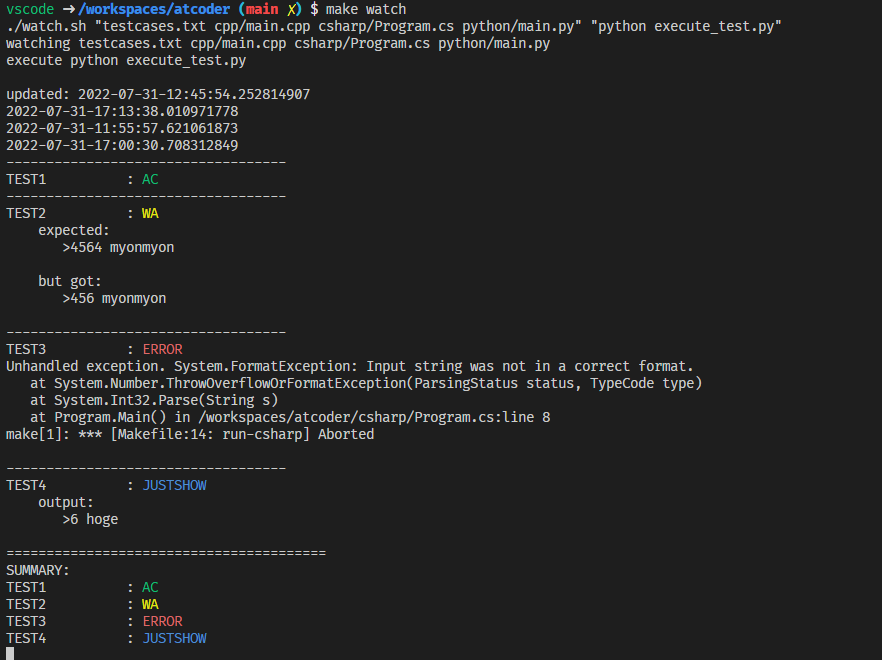 vscode ➜ /workspaces/atcoder (main ✗) $ make watch
./watch.sh "testcases.txt cpp/main.cpp csharp/Program.cs python/main.py" "python execute_test.py"
watching testcases.txt cpp/main.cpp csharp/Program.cs python/main.py
execute python execute_test.py
updated: 2022-07-31-12:45:54.252814907
2022-07-31-17:13:38.010971778
2022-07-31-11:55:57.621061873
2022-07-31-17:00:30.708312849
-----------------------------------
TEST1          : AC
-----------------------------------
TEST2          : WA
    expected:
       >4564 myonmyon
    but got:
       >456 myonmyon
-----------------------------------
TEST3          : ERROR
Unhandled exception. System.FormatException: Input string was not in a correct format.
   at System.Number.ThrowOverflowOrFormatException(ParsingStatus status, TypeCode type)
   at System.Int32.Parse(String s)
   at Program.Main() in /workspaces/atcoder/csharp/Program.cs:line 8
make[1]: *** [Makefile:14: run-csharp] Aborted
-----------------------------------
TEST4          : JUSTSHOW
    output:
       >6 hoge
========================================
SUMMARY:
TEST1          : AC
TEST2          : WA
TEST3          : ERROR
TEST4          : JUSTSHOW